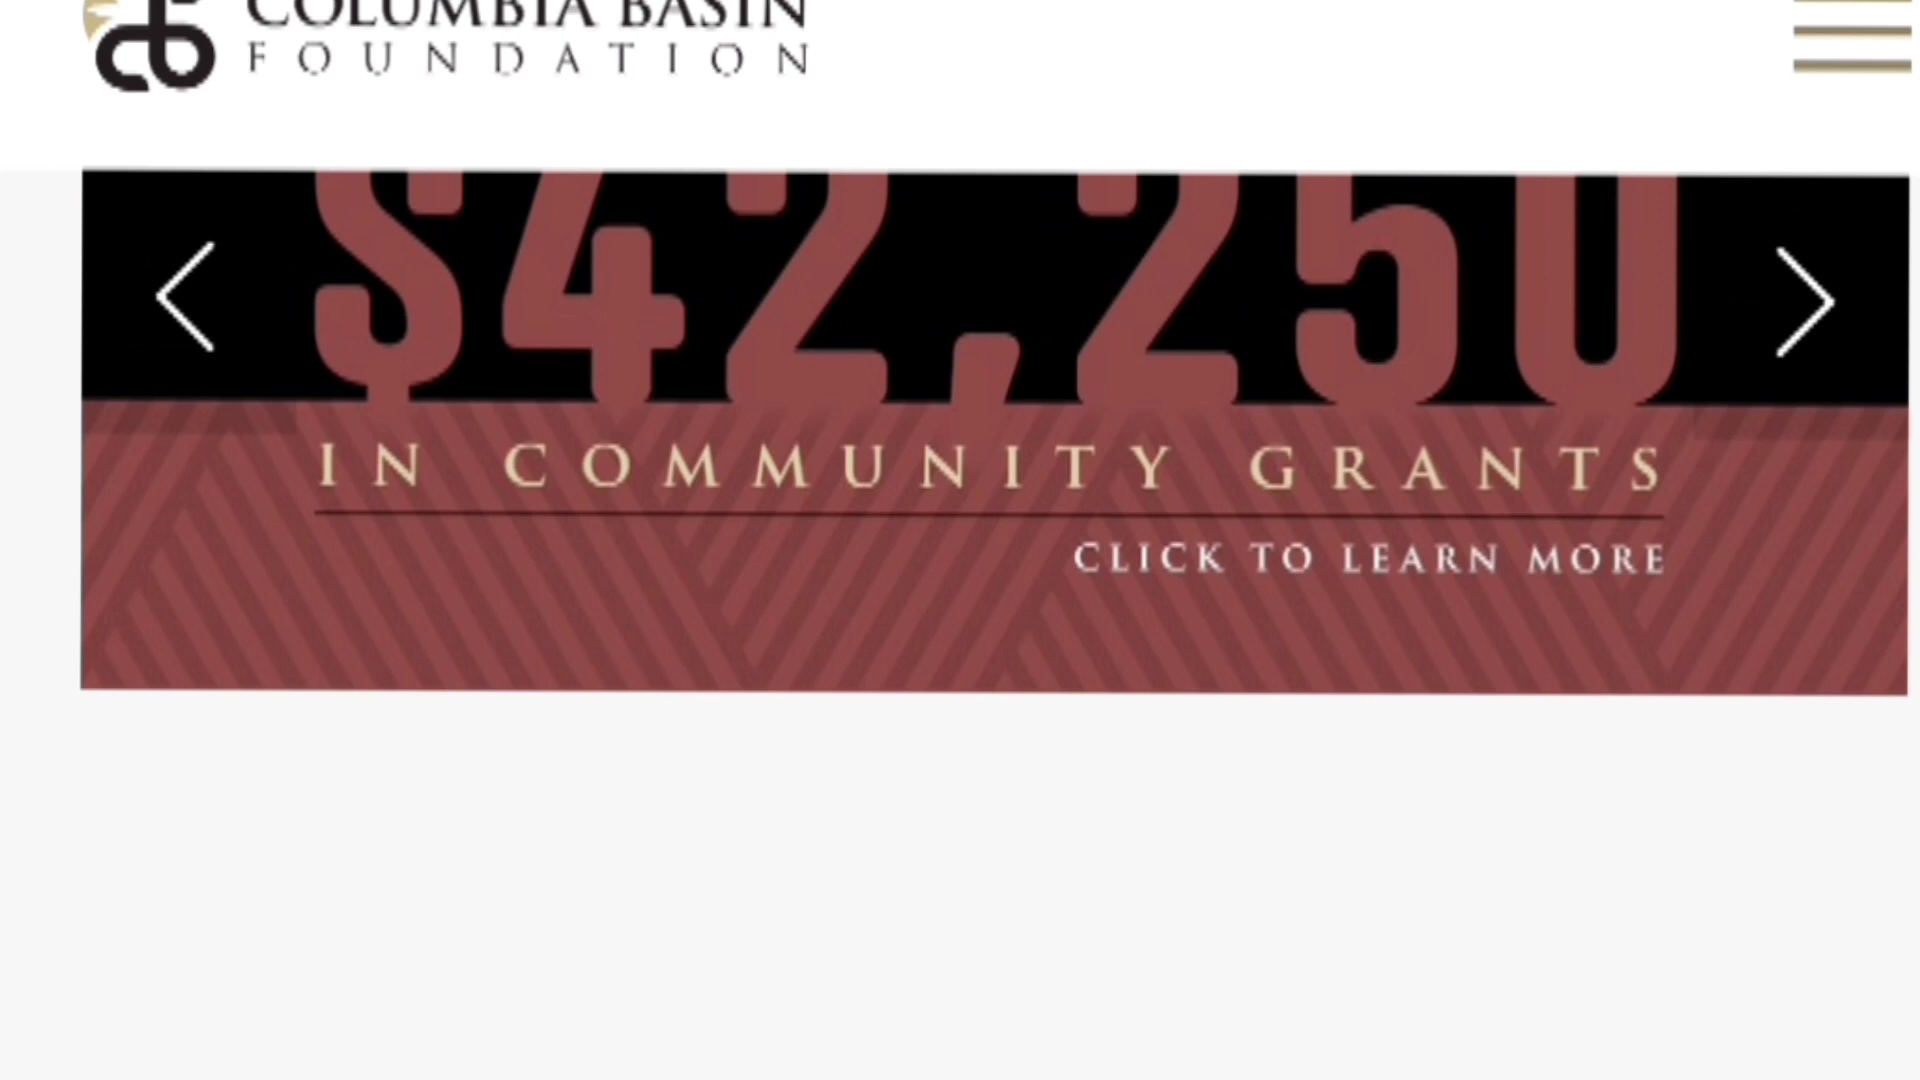 COLUMBIA BASIN
FOUNDATION
$42,250
IN COMMUNITY GRANTS
CLICK TO LEARN MORE